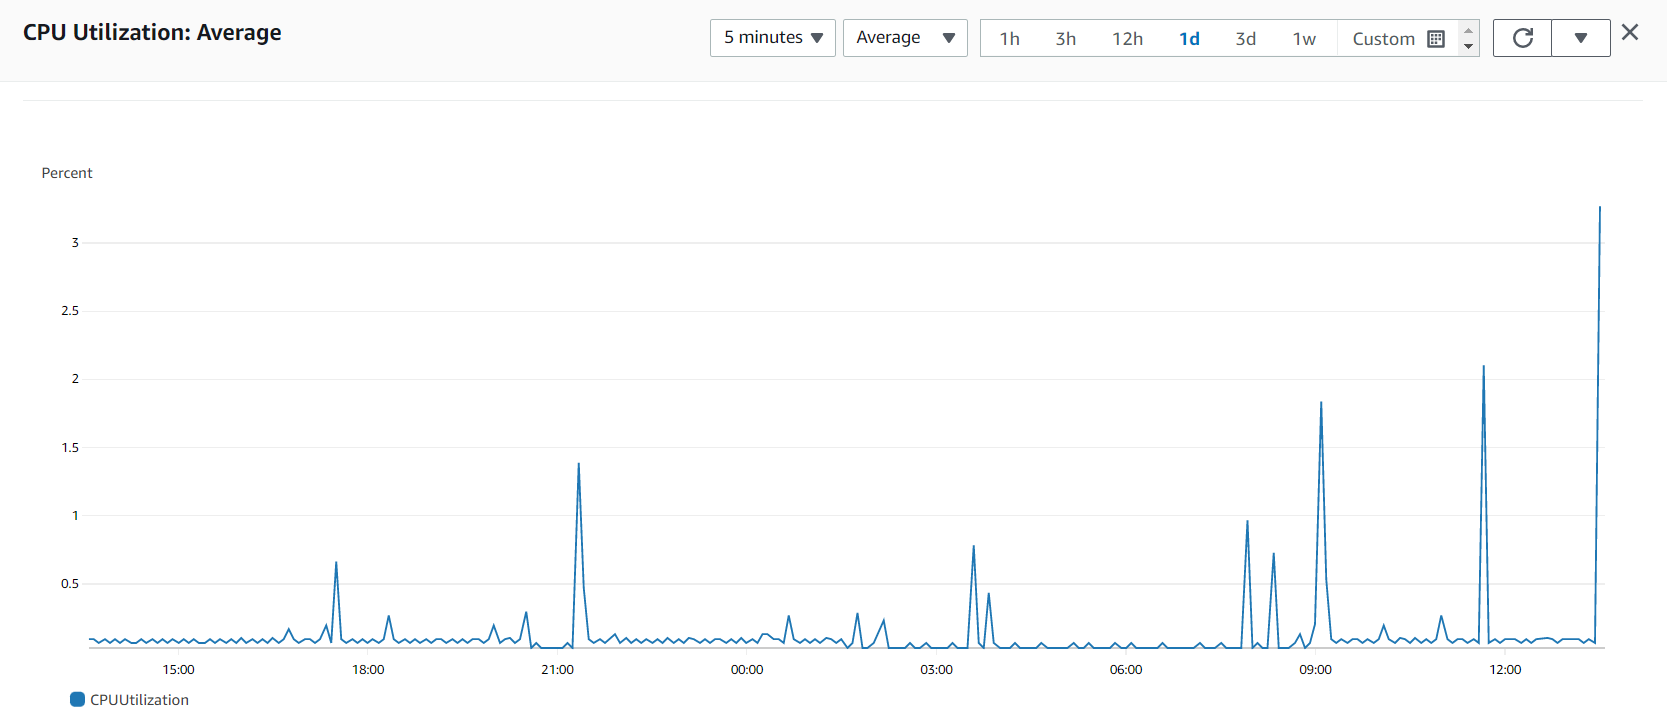 CPU Utilization: Average
5 minutes Average 1h 3h 12h 1d 3d 1w Custom
Percent
3
2.5
2
1.5
1
0.5
15:00 18:00 21:00 00:00 03:00 06:00 09:00 12:00
CPUUtilization